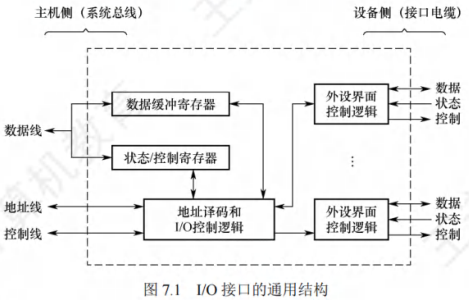 主机侧（系统总线）
设备侧（接口电缆）
数据线
地址线
控制线
数据缓冲寄存器
状态/控制寄存器
地址译码和
I/O控制逻辑
外设界面
控制逻辑
数据
状态
控制
⋮
外设界面
控制逻辑
数据
状态
控制
图 7.1 I/O 接口的通用结构